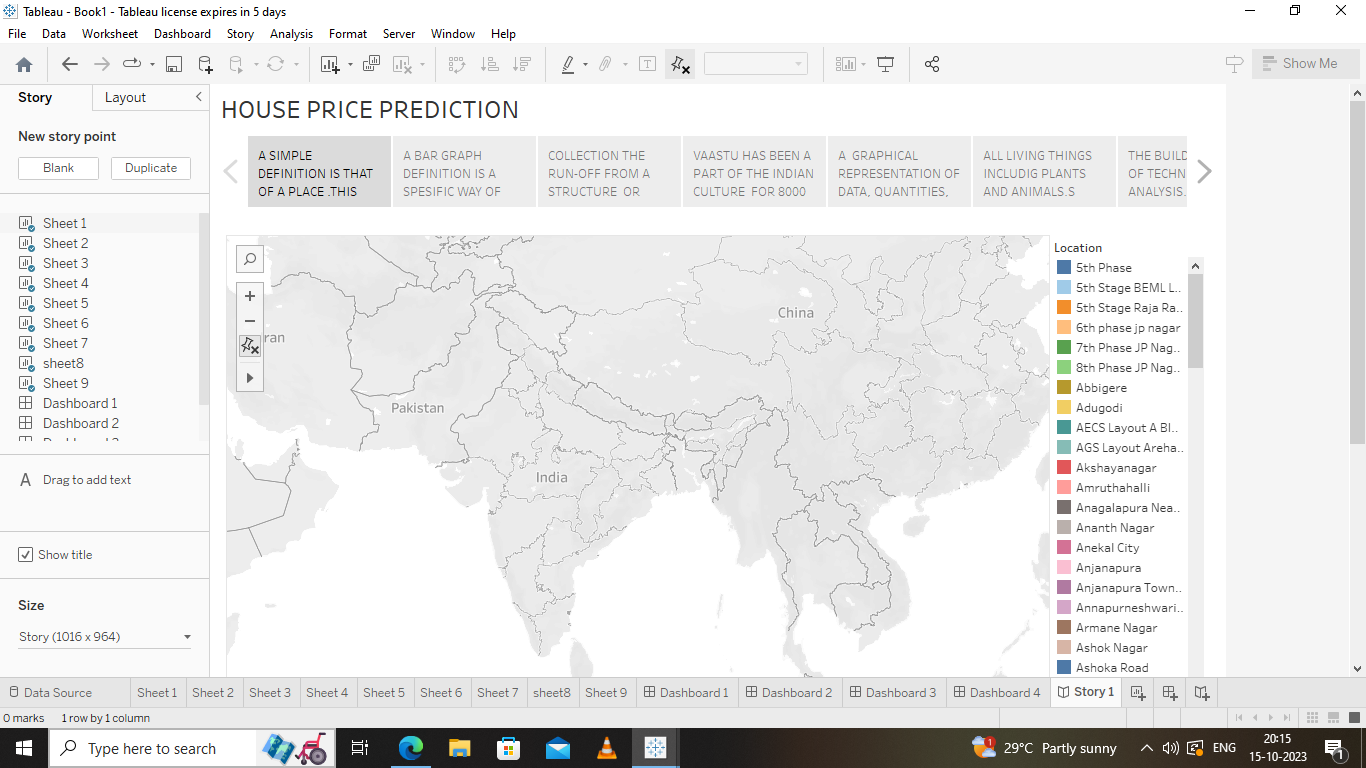 Tableau - Book1 - Tableau license expires in 5 days
File Data Worksheet Dashboard Story Analysis Format Server Window Help
Show Me
Story Layout
New story point
Blank Duplicate
Sheet 1
Sheet 2
Sheet 3
Sheet 4
Sheet 5
Sheet 6
Sheet 7
sheet8
Sheet 9
Dashboard 1
Dashboard 2
A Drag to add text
Show title
Size
Story (1016 x 964)
HOUSE PRICE PREDICTION
A SIMPLE
DEFINITION IS THAT
OF A PLACE .THIS
A BAR GRAPH
DEFINITION IS A
SPESIFIC WAY OF
COLLECTION THE
RUN-OFF FROM A
STRUCTURE OR
VAASTU HAS BEEN A
PART OF THE INDIAN
CULTURE FOR 8000
A GRAPHICAL
REPRESENTATION OF
DATA, QUANTITIES,
ALL LIVING THINGS
INCLUDIG PLANTS
AND ANIMALS.S
THE BUILD
OF TECHN
ANALYSIS.
China
ran
Pakistan
India
Location
5th Phase
5th Stage BEML L..
5th Stage Raja Ra..
6th phase jp nagar
7th Phase JP Nag..
8th Phase JP Nag..
Abbigere
Adugodi
AECS Layout A Bl..
AGS Layout Areha..
Akshayanagar
Amruthahalli
Anagalapura Nea..
Ananth Nagar
Anekal City
Anjanapura
Anjanapura Town..
Annapurneshwari..
Armane Nagar
Ashok Nagar
Ashoka Road
Data Source Sheet 1 Sheet 2 Sheet 3 Sheet 4 Sheet 5 Sheet 6 Sheet 7 sheet8 Sheet 9 Dashboard 1 Dashboard 2 Dashboard 3 Dashboard 4 Story 1
0 marks 1 row by 1 column
Type here to search
1 29°C Partly sunny ENG 20:15
15-10-2023 1